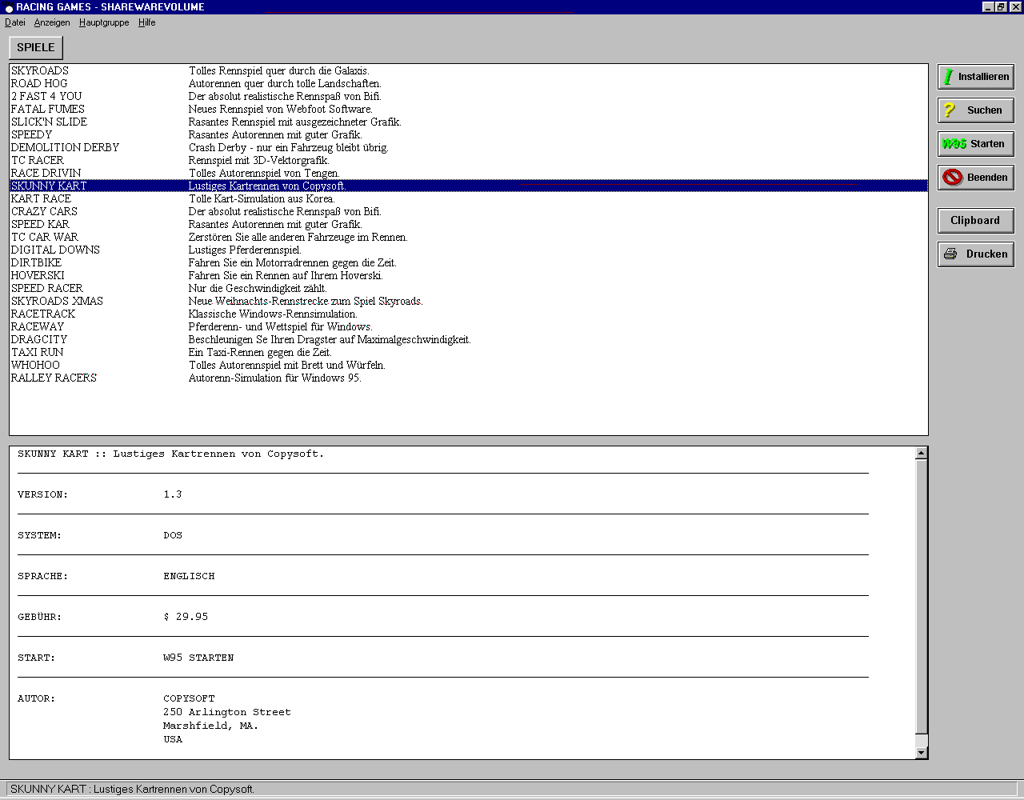 RACING GAMES - SHAREWAREVOLUME
Datei Anzeigen Hauptgruppe Hilfe
SPIELE
SKYROADS Tolles Rennspiel quer durch die Galaxis.
ROAD HOG Autorennen quer durch tolle Landschaften.
2 FAST 4 YOU Der absolut realistische Rennspaß von Bifi.
FATAL FUMES Neues Rennspiel von Webfoot Software.
SLICK'N SLIDE Rasantes Rennspiel mit ausgezeichneter Grafik.
SPEEDY Rasantes Autorennen mit guter Grafik.
DEMOLITION DERBY Crash Derby - nur ein Fahrzeug bleibt übrig.
TC RACER Rennspiel mit 3D-Vektorgrafik.
RACE DRIVIN Tolles Autorennspiel von Tengen.
SKUNNY KART Lustiges Kartrennen von Copysoft.
KART RACE Tolle Kart-Simulation aus Korea.
CRAZY CARS Der absolut realistische Rennspaß von Bifi.
SPEED KAR Rasantes Autorennen mit guter Grafik.
TC CAR WAR Zerstören Sie alle anderen Fahrzeuge im Rennen.
DIGITAL DOWNS Lustiges Pferderennspiel.
DIRTBIKE Fahren Sie ein Motorradrennen gegen die Zeit.
HOVERSKI Fahren Sie ein Rennen auf Ihrem Hoverski.
SPEED RACER Nur die Geschwindigkeit zählt.
SKYROADS XMAS Neue Weihnachts-Rennstrecke zum Spiel Skyroads.
RACETRACK Klassische Windows-Rennsimulation.
RACEWAY Pferderenn- und Wettspiel für Windows.
DRAGCITY Beschleunigen Se Ihren Dragster auf Maximalgeschwindigkeit.
TAXI RUN Ein Taxi-Rennen gegen die Zeit.
WHOHOO Tolles Autorennspiel mit Brett und Würfeln.
RALLEY RACERS Autorenn-Simulation für Windows 95.
Installieren
? Suchen
W95 Starten
Beenden
Clipboard
Drucken
SKUNNY KART :: Lustiges Kartrennen von Copysoft.
VERSION: 1.3
SYSTEM: DOS
SPRACHE: ENGLISCH
GEBÜHR: $ 29.95
START: W95 STARTEN
AUTOR: COPYSOFT
250 Arlington Street
Marshfield, MA.
USA
SKUNNY KART : Lustiges Kartrennen von Copysoft.